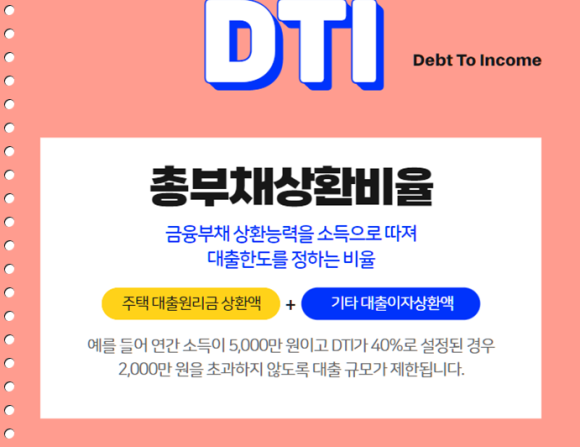 DTI
Debt To Income
총부채상환비율
금융부채 상환능력을 소득으로 따져
대출한도를 정하는 비율
주택 대출원리금 상환액 + 기타 대출이자상환액
예를 들어 연간 소득이 5,000만 원이고 DTI가 40%로 설정된 경우
2,000만 원을 초과하지 않도록 대출 규모가 제한됩니다.